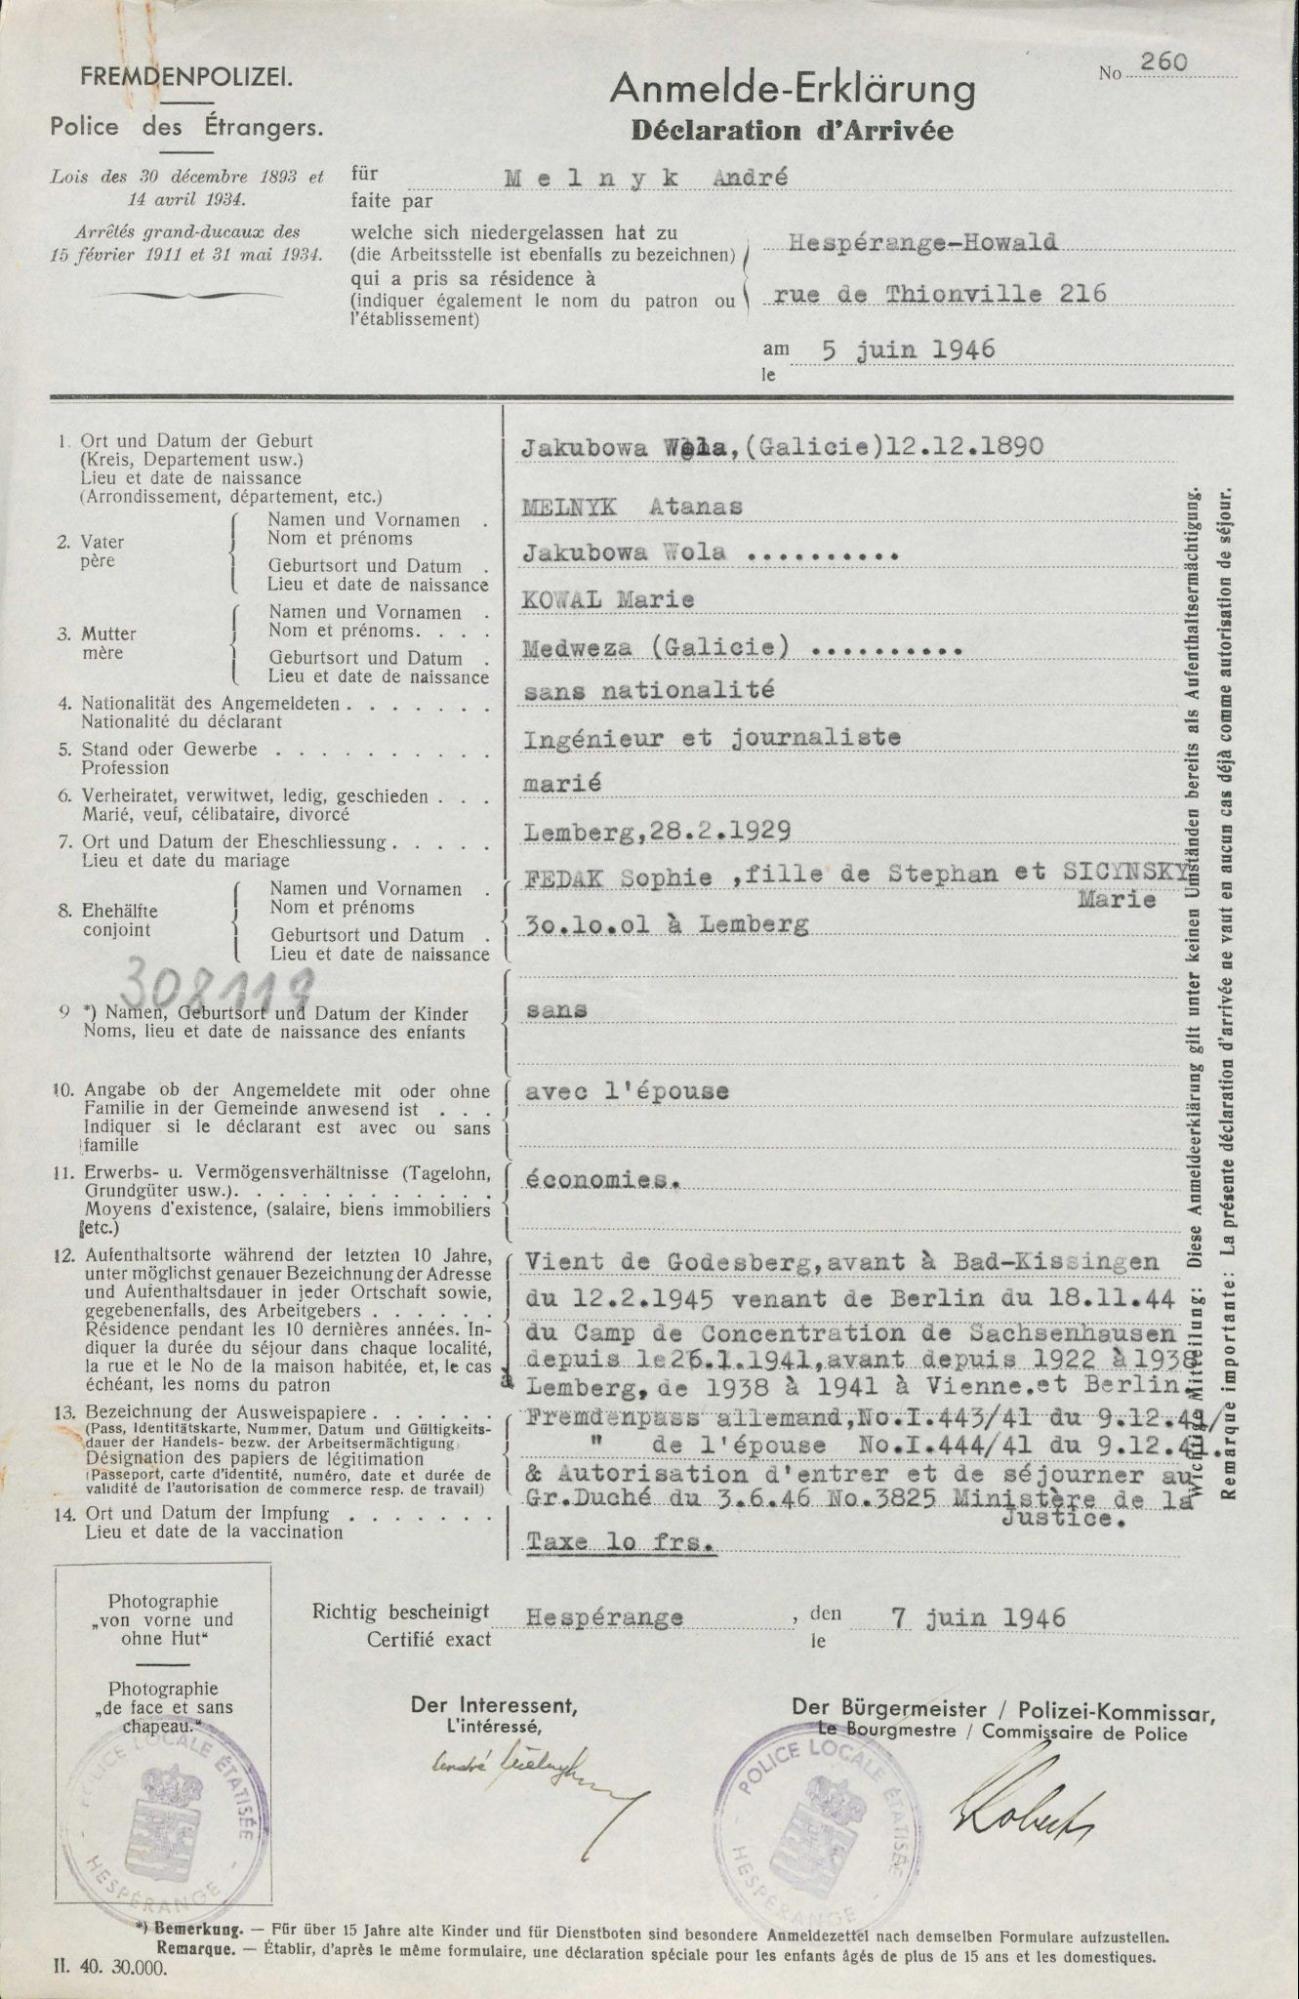 FREMDENPOLIZEI.
Police des Étrangers.
Lois des 30 décembre 1893 et
14 avril 1934.
Arrêtés grand-ducaux des
15 février 1911 et 31 mai 1934.
No 260
Anmelde-Erklärung
Déclaration d'Arrivée
für
faite par
Melnyk André
welche sich niedergelassen hat zu
(die Arbeitsstelle ist ebenfalls zu bezeichnen)
qui a pris sa résidence à
(indiquer également le nom du patron ou
l'établissement)
Hespérange-Howald
rue de Thionville 216
am
le
5 juin 1946
1. Ort und Datum der Geburt
(Kreis, Departement usw.)
Lieu et date de naissance
(Arrondissement, département, etc.)
Jakubowa Wola,(Galicie)12.12.1890
2. Vater
père
Namen und Vornamen .
Nom et prénoms
MELNYK Atanas
Geburtsort und Datum .
Lieu et date de naissance
Jakubowa Wola ..........
3. Mutter
mère
Namen und Vornamen .
Nom et prénoms. . . .
KOWAL Marie
Geburtsort und Datum .
Lieu et date de naissance
Medweza (Galicie) ..........
4. Nationalität des Angemeldeten . . . . . . .
Nationalité du déclarant
sans nationalité
5. Stand oder Gewerbe . . . . . . . . . .
Profession
Ingénieur et journaliste
6. Verheiratet, verwitwet, ledig, geschieden . . .
Marié, veuf, célibataire, divorcé
marié
7. Ort und Datum der Eheschliessung . . . . .
Lieu et date du mariage
Lemberg,28.2.1929
8. Ehehälfte
conjoint
Namen und Vornamen .
Nom et prénoms
FEDAK Sophie ,fille de Stephan et SICYNSKY
Marie
Geburtsort und Datum .
Lieu et date de naissance
30.10.01 à Lemberg
308119
9 *) Namen, Geburtsort und Datum der Kinder
Noms, lieu et date de naissance des enfants
sans
10. Angabe ob der Angemeldete mit oder ohne
Familie in der Gemeinde anwesend ist . . .
Indiquer si le déclarant est avec ou sans
famille
avec l'épouse
11. Erwerbs- u. Vermögensverhältnisse (Tagelohn,
Grundgüter usw.). . . . . . . . . . . .
Moyens d'existence, (salaire, biens immobiliers
etc.)
économies.
12. Aufenthaltsorte während der letzten 10 Jahre,
unter möglichst genauer Bezeichnung der Adresse
und Aufenthaltsdauer in jeder Ortschaft sowie,
gegebenenfalls, des Arbeitgebers . . . . . .
Résidence pendant les 10 dernières années. In-
diquer la durée du séjour dans chaque localité,
la rue et le No de la maison habitée, et, le cas
échéant, les noms du patron
Vient de Godesberg,avant à Bad-Kissingen
du 12.2.1945 venant de Berlin du 18.11.44
du Camp de Concentration de Sachsenhausen
depuis le26.1.1941,avant depuis 1922 à 1938
à Lemberg, de 1938 à 1941 à Vienne.et Berlin.
13. Bezeichnung der Ausweispapiere . . . . . .
(Pass, Identitätskarte, Nummer, Datum und Gültigkeits-
dauer der Handels- bezw. der Arbeitsermächtigung)
Désignation des papiers de légitimation
(Passeport, carte d'identité, numéro, date et durée de
validité de l'autorisation de commerce resp. de travail)
Fremdenpass allemand,No.I.443/41 du 9.12.41/
" de l'épouse No.I.444/41 du 9.12.41.
& Autorisation d'entrer et de séjourner au
Gr.Duché du 3.6.46 No.3825 Ministère de la
Justice.
14. Ort und Datum der Impfung . . . . . . .
Lieu et date de la vaccination
Taxe 10 frs.
Wichtige Mitteilung: Diese Anmeldeerklärung gilt unter keinen Umständen bereits als Aufenthaltsermächtigung.
Remarque importante: La présente déclaration d'arrivée ne vaut en aucun cas déjà comme autorisation de séjour.
Photographie
„von vorne und
ohne Hut“
Photographie
„de face et sans
chapeau.“
Richtig bescheinigt
Certifié exact
Hespérange , den
le
7 juin 1946
Der Interessent,
L'intéressé,
André Melnyk
Der Bürgermeister / Polizei-Kommissar,
Le Bourgmestre / Commissaire de Police
POLICE LOCALE ÉTATISÉE
HESPÉRANGE
POLICE LOCALE ÉTATISÉE
HESPÉRANGE
*) Bemerkung. — Für über 15 Jahre alte Kinder und für Dienstboten sind besondere Anmeldezettel nach demselben Formulare aufzustellen.
Remarque. — Établir, d'après le même formulaire, une déclaration spéciale pour les enfants âgés de plus de 15 ans et les domestiques.
II. 40. 30.000.